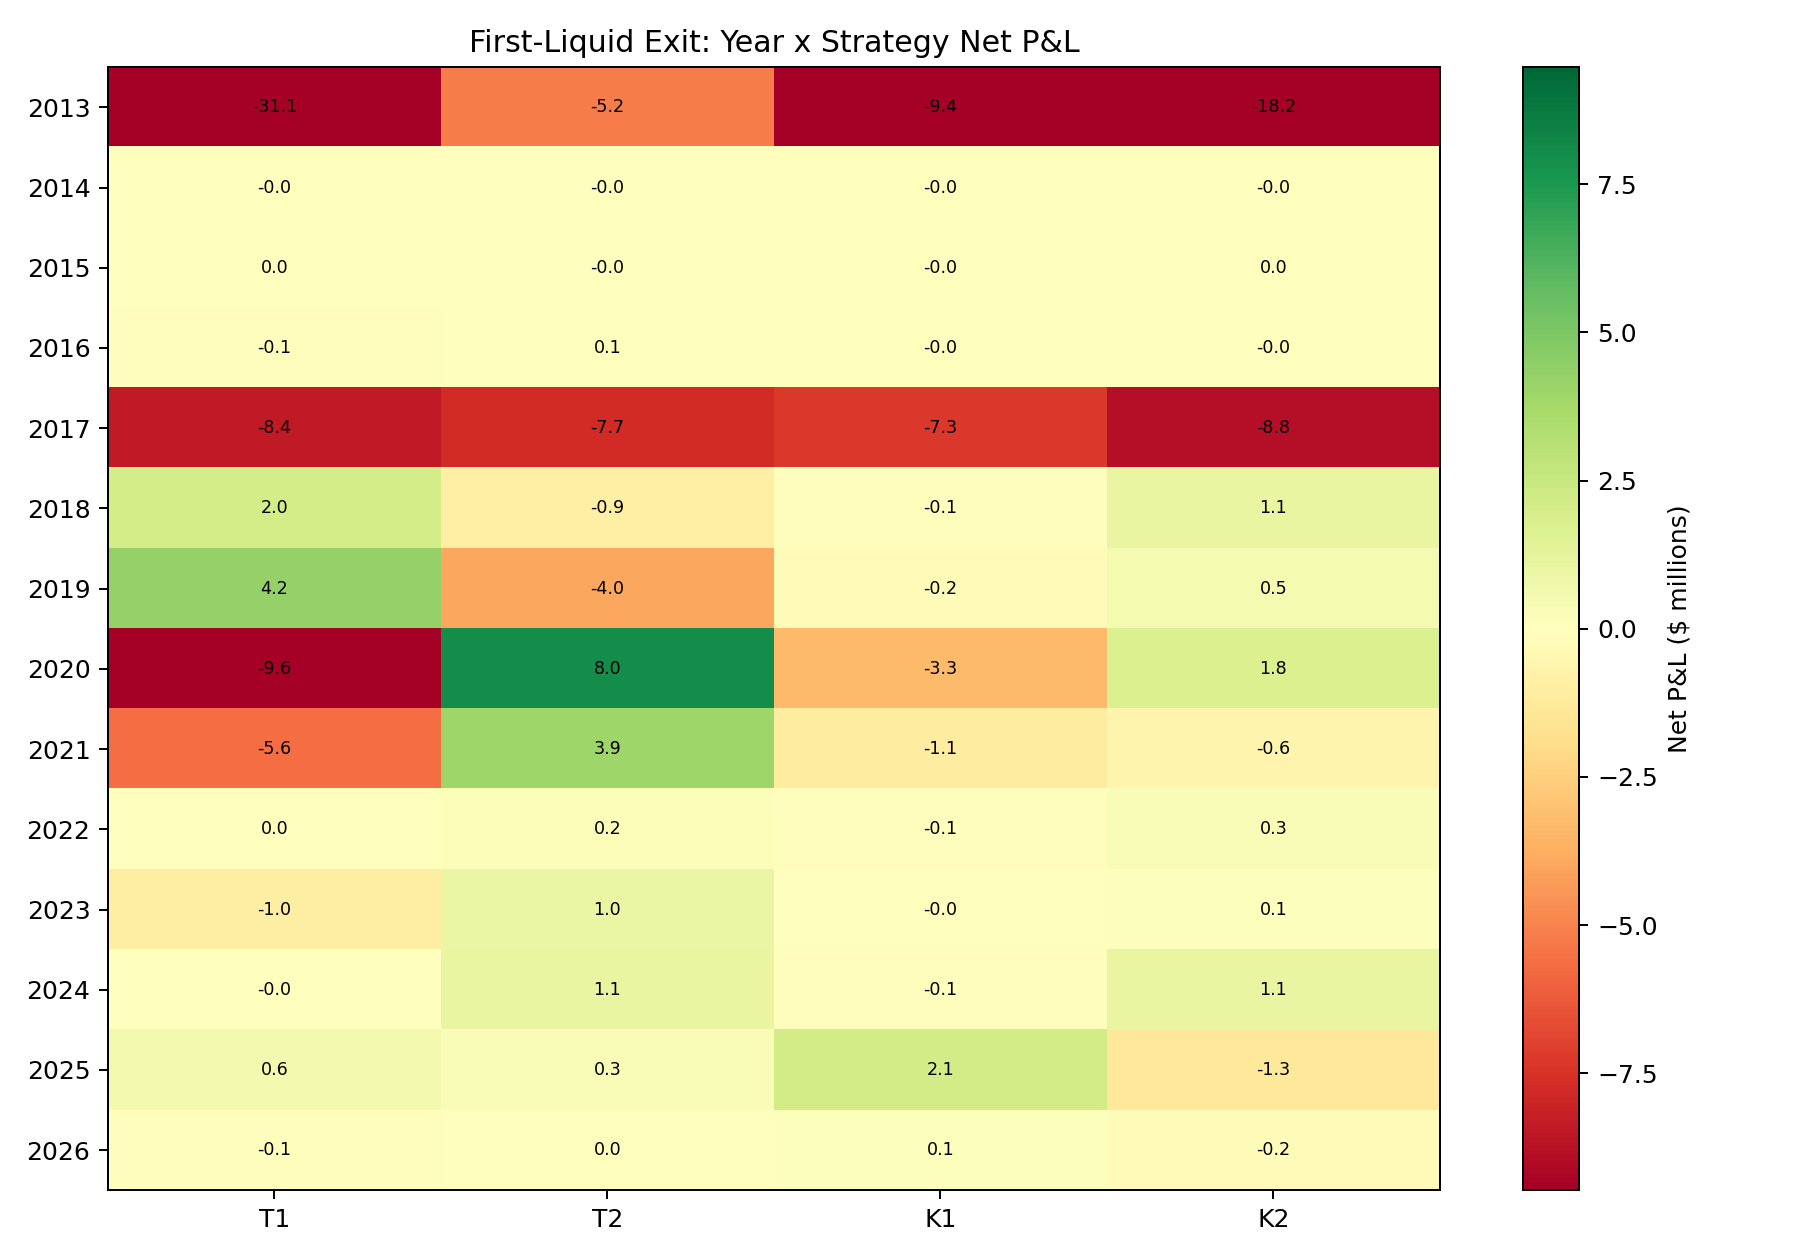 First-Liquid Exit: Year x Strategy Net P&L
2013 -31.1 -5.2 -9.4 -18.2
2014 -0.0 -0.0 -0.0 -0.0
2015 0.0 -0.0 -0.0 0.0
2016 -0.1 0.1 -0.0 -0.0
2017 -8.4 -7.7 -7.3 -8.8
2018 2.0 -0.9 -0.1 1.1
2019 4.2 -4.0 -0.2 0.5
2020 -9.6 8.0 -3.3 1.8
2021 -5.6 3.9 -1.1 -0.6
2022 0.0 0.2 -0.1 0.3
2023 -1.0 1.0 -0.0 0.1
2024 -0.0 1.1 -0.1 1.1
2025 0.6 0.3 2.1 -1.3
2026 -0.1 0.0 0.1 -0.2
T1 T2 K1 K2
7.5
5.0
2.5
0.0
−2.5
−5.0
−7.5
Net P&L ($ millions)